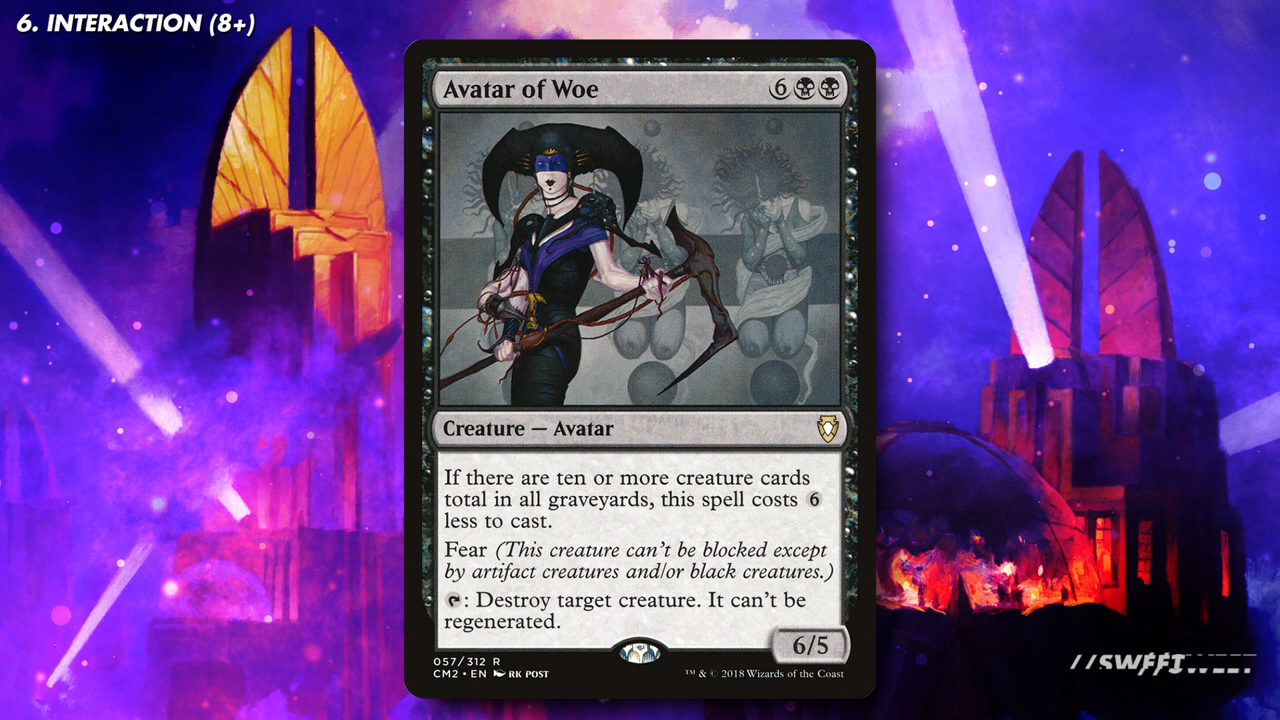 6. INTERACTION (8+)
Avatar of Woe
6
Creature — Avatar
If there are ten or more creature cards
total in all graveyards, this spell costs 6
less to cast.
Fear (This creature can't be blocked except
by artifact creatures and/or black creatures.)
: Destroy target creature. It can't be
regenerated.
6/5
057/312 R
CM2 • EN RK POST
™ & © 2018 Wizards of the Coast